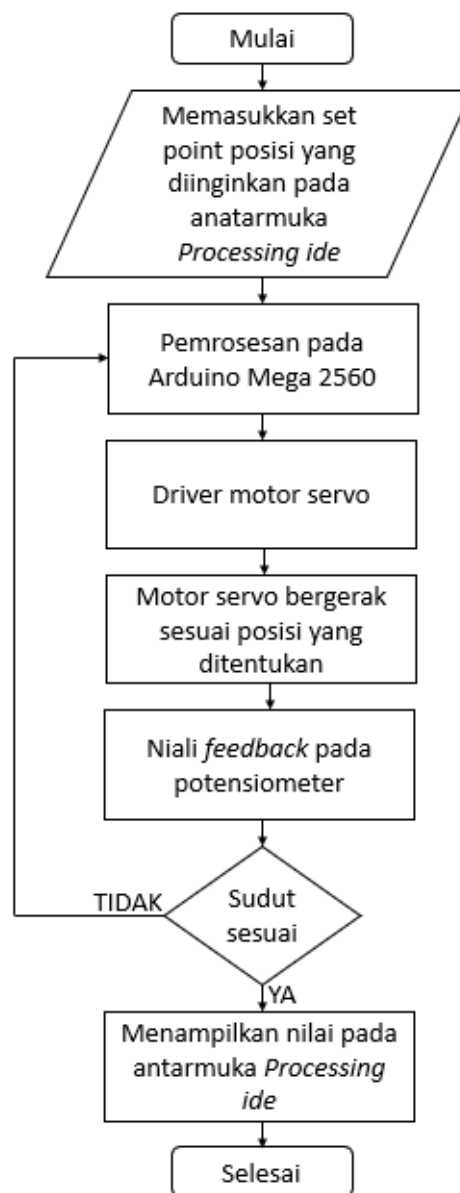 Mulai
Memasukkan set
point posisi yang
diinginkan pada
anatarmuka
Processing ide
Pemrosesan pada
Arduino Mega 2560
Driver motor servo
Motor servo bergerak
sesuai posisi yang
ditentukan
Niali feedback pada
potensiometer
TIDAK
Sudut
sesuai
YA
Menampilkan nilai pada
antarmuka Processing
ide
Selesai